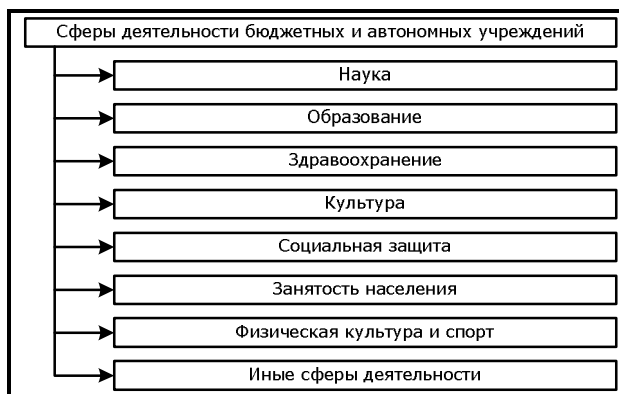 Сферы деятельности бюджетных и автономных учреждений
Наука
Образование
Здравоохранение
Культура
Социальная защита
Занятость населения
Физическая культура и спорт
Иные сферы деятельности